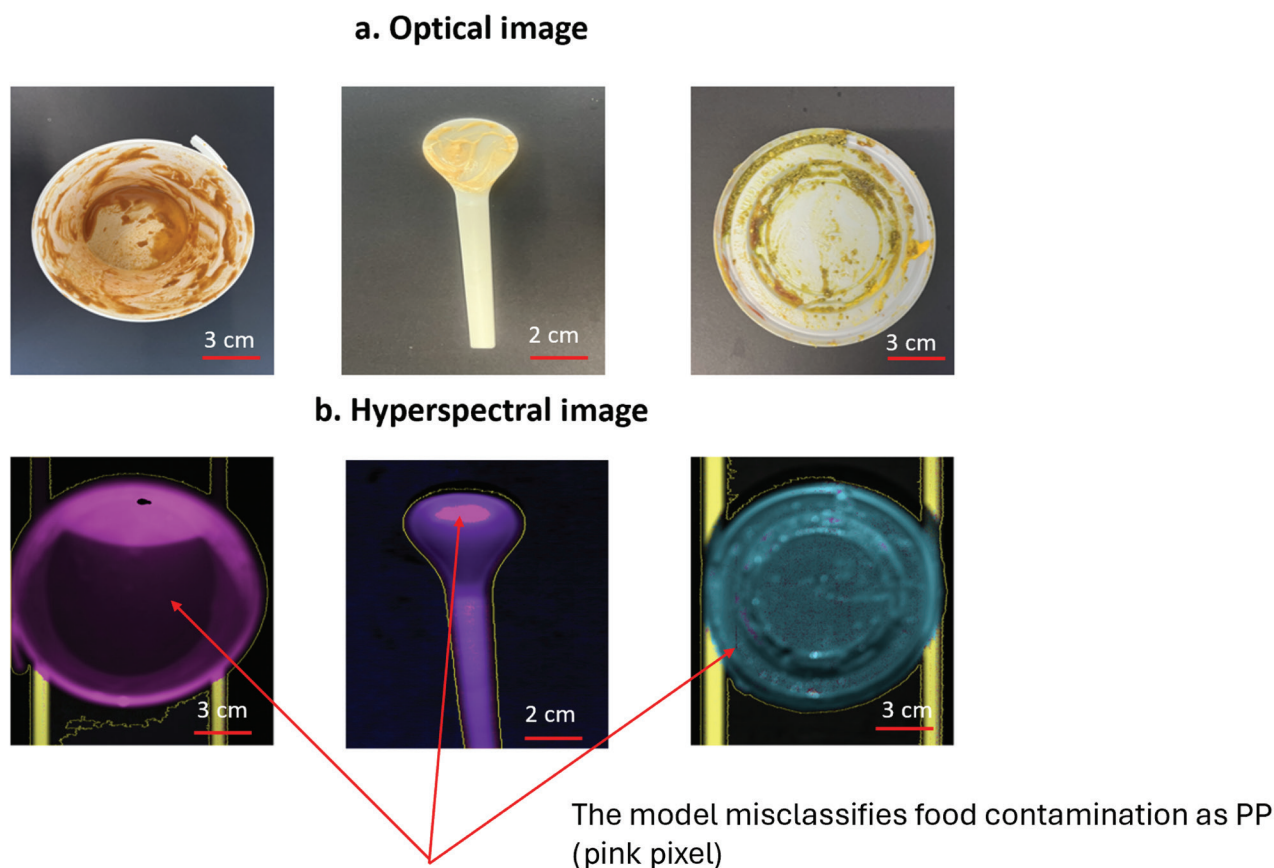 a. Optical image
3 cm
2 cm
3 cm
b. Hyperspectral image
3 cm
2 cm
3 cm
The model misclassifies food contamination as PP
(pink pixel)